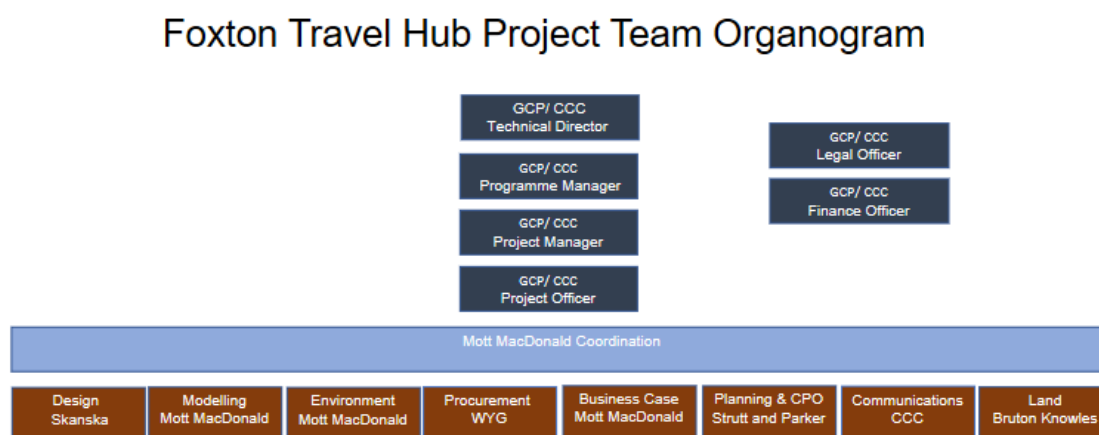 Foxton Travel Hub Project Team Organogram
GCP/ CCC
Technical Director
GCP/ CCC
Programme Manager
GCP/ CCC
Project Manager
GCP/ CCC
Project Officer
GCP/ CCC
Legal Officer
GCP/ CCC
Finance Officer
Mott MacDonald Coordination
Design
Skanska
Modelling
Mott MacDonald
Environment
Mott MacDonald
Procurement
WYG
Business Case
Mott MacDonald
Planning & CPO
Strutt and Parker
Communications
CCC
Land
Bruton Knowles